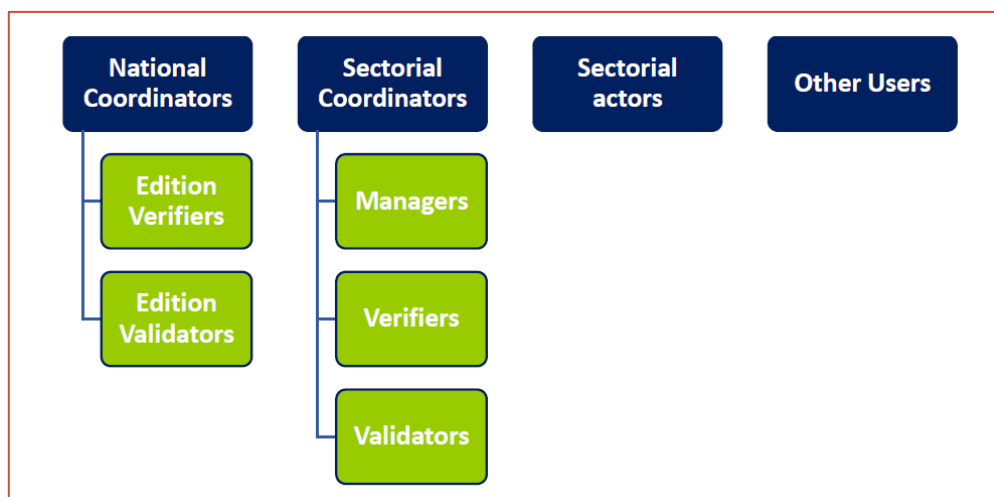 National
Coordinators
Edition
Verifiers
Edition
Validators
Sectorial
Coordinators
Managers
Verifiers
Validators
Sectorial
actors
Other Users